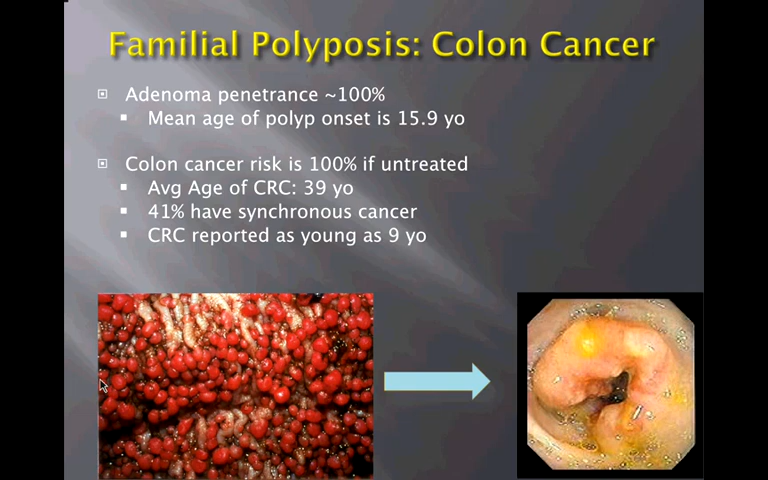 Familial Polyposis: Colon Cancer
Adenoma penetrance ~100%
Mean age of polyp onset is 15.9 yo
Colon cancer risk is 100% if untreated
Avg Age of CRC: 39 yo
41% have synchronous cancer
CRC reported as young as 9 yo